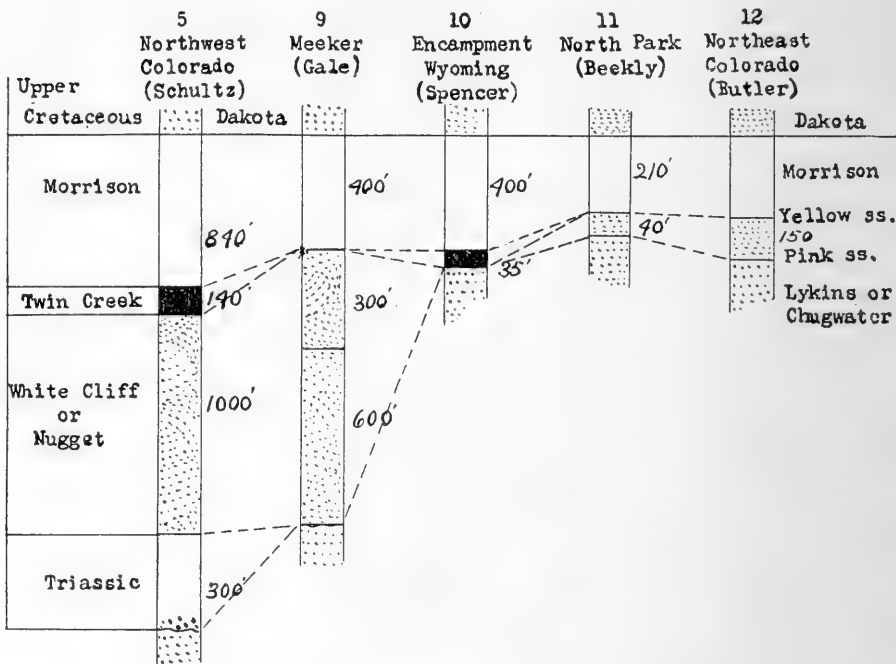 5
Northwest
Colorado
(Schultz)
9
Meeker
(Gale)
10
Encampment
Wyoming
(Spencer)
11
North Park
(Beekly)
12
Northeast
Colorado
(Butler)
Upper
Cretaceous
Dakota
Dakota
Morrison
840'
400'
400'
210'
Morrison
40'
Yellow ss.
150
Pink ss.
35'
Twin Creek
140'
300'
Lykins or
Chugwater
White Cliff
or
Nugget
1000'
600'
Triassic
300'